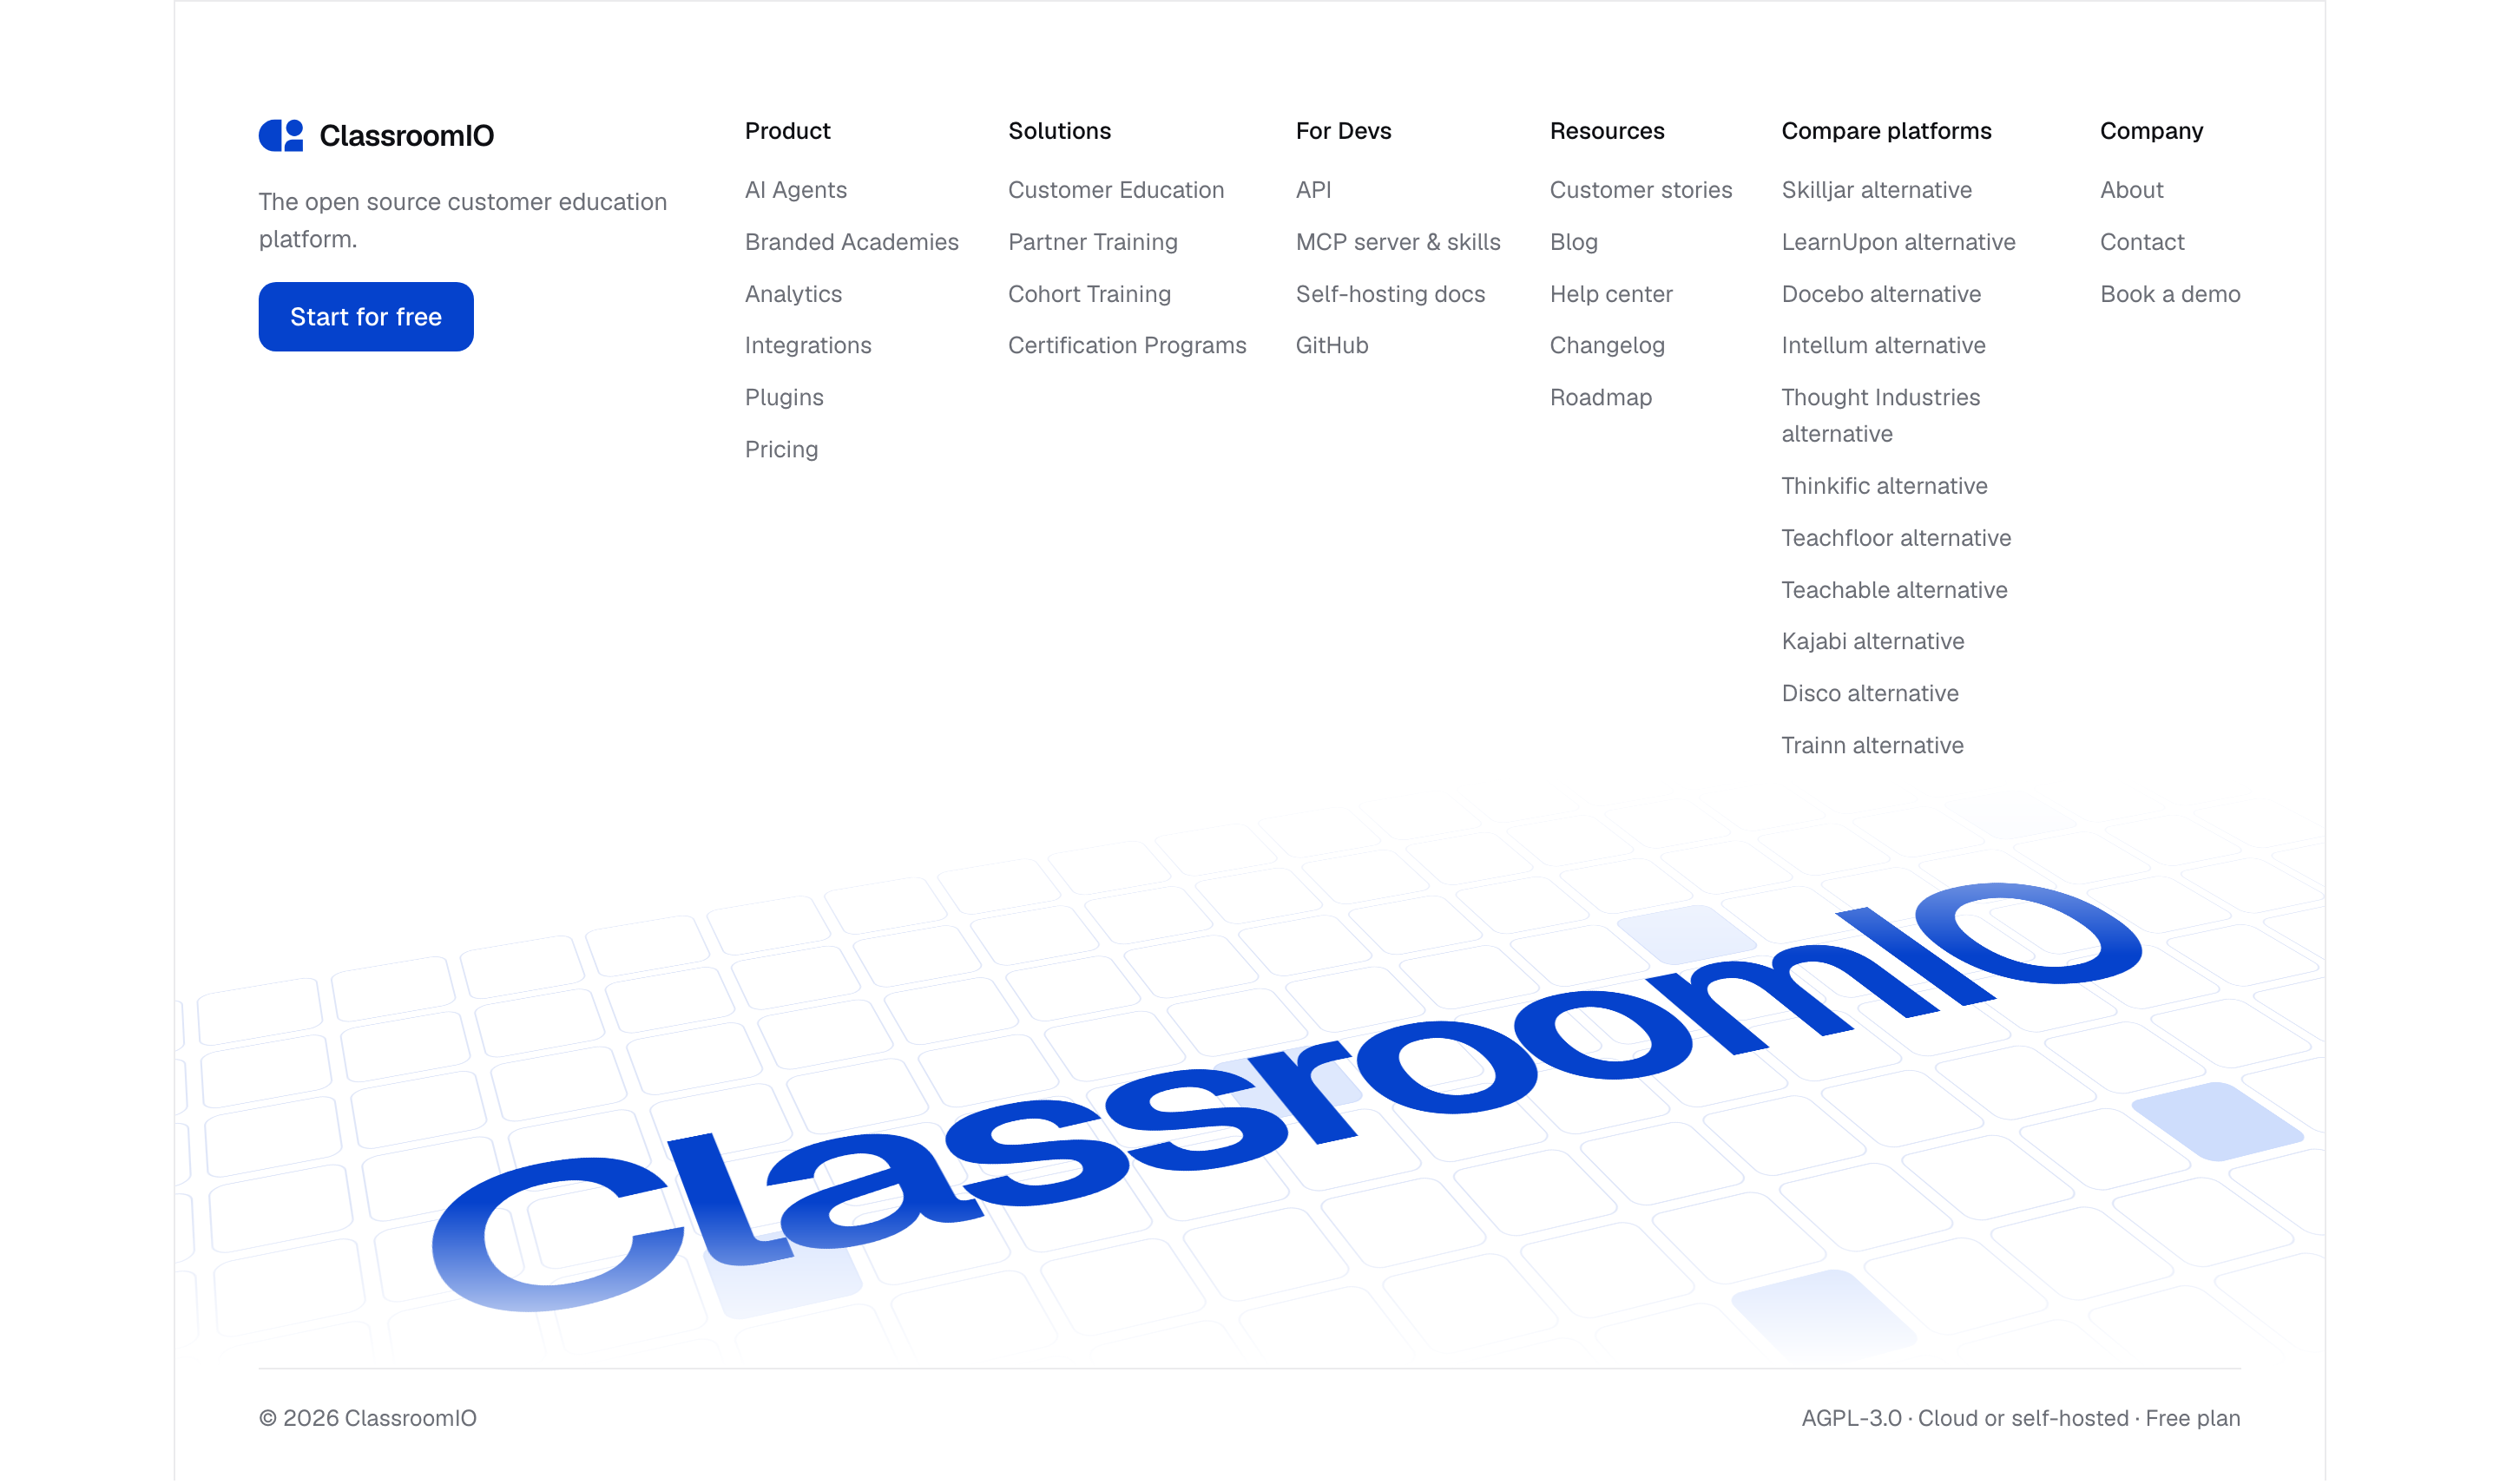 ClassroomIO
The open source customer education
platform.
Start for free
Product
AI Agents
Branded Academies
Analytics
Integrations
Plugins
Pricing
Solutions
Customer Education
Partner Training
Cohort Training
Certification Programs
For Devs
API
MCP server & skills
Self-hosting docs
GitHub
Resources
Customer stories
Blog
Help center
Changelog
Roadmap
Compare platforms
Skilljar alternative
LearnUpon alternative
Docebo alternative
Intellum alternative
Thought Industries
alternative
Thinkific alternative
Teachfloor alternative
Teachable alternative
Kajabi alternative
Disco alternative
Trainn alternative
Company
About
Contact
Book a demo
ClassroomIO
© 2026 ClassroomIO
AGPL-3.0 · Cloud or self-hosted · Free plan